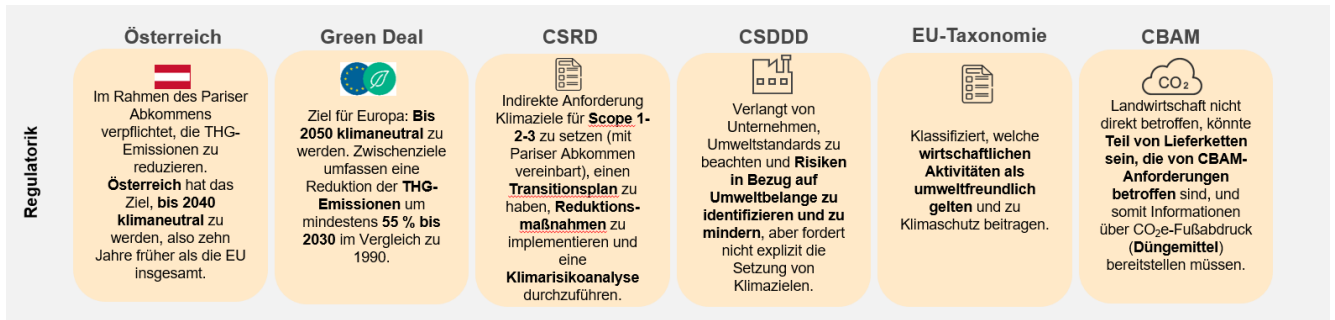 Regulatorik
Österreich
Im Rahmen des Pariser
Abkommens
verpflichtet, die THG-
Emissionen zu
reduzieren.
Österreich hat das
Ziel, bis 2040
klimaneutral zu
werden, also zehn
Jahre früher als die EU
insgesamt.
Green Deal
Ziel für Europa: Bis
2050 klimaneutral zu
werden. Zwischenziele
umfassen eine
Reduktion der THG-
Emissionen um
mindestens 55 % bis
2030 im Vergleich zu
1990.
CSRD
Indirekte Anforderung
Klimaziele für Scope 1-
2-3 zu setzen (mit
Pariser Abkommen
vereinbart), einen
Transitionsplan zu
haben, Reduktions-
maßnahmen zu
implementieren und
eine
Klimarisikoanalyse
durchzuführen.
CSDDD
Verlangt von
Unternehmen,
Umweltstandards zu
beachten und Risiken
in Bezug auf
Umweltbelange zu
identifizieren und zu
mindern, aber fordert
nicht explizit die
Setzung von
Klimazielen.
EU-Taxonomie
Klassifiziert, welche
wirtschaftlichen
Aktivitäten als
umweltfreundlich
gelten und zu
Klimaschutz beitragen.
CBAM
CO2
Landwirtschaft nicht
direkt betroffen, könnte
Teil von Lieferketten
sein, die von CBAM-
Anforderungen
betroffen sind, und
somit Informationen
über CO₂e-Fußabdruck
(Düngemittel)
bereitstellen müssen.